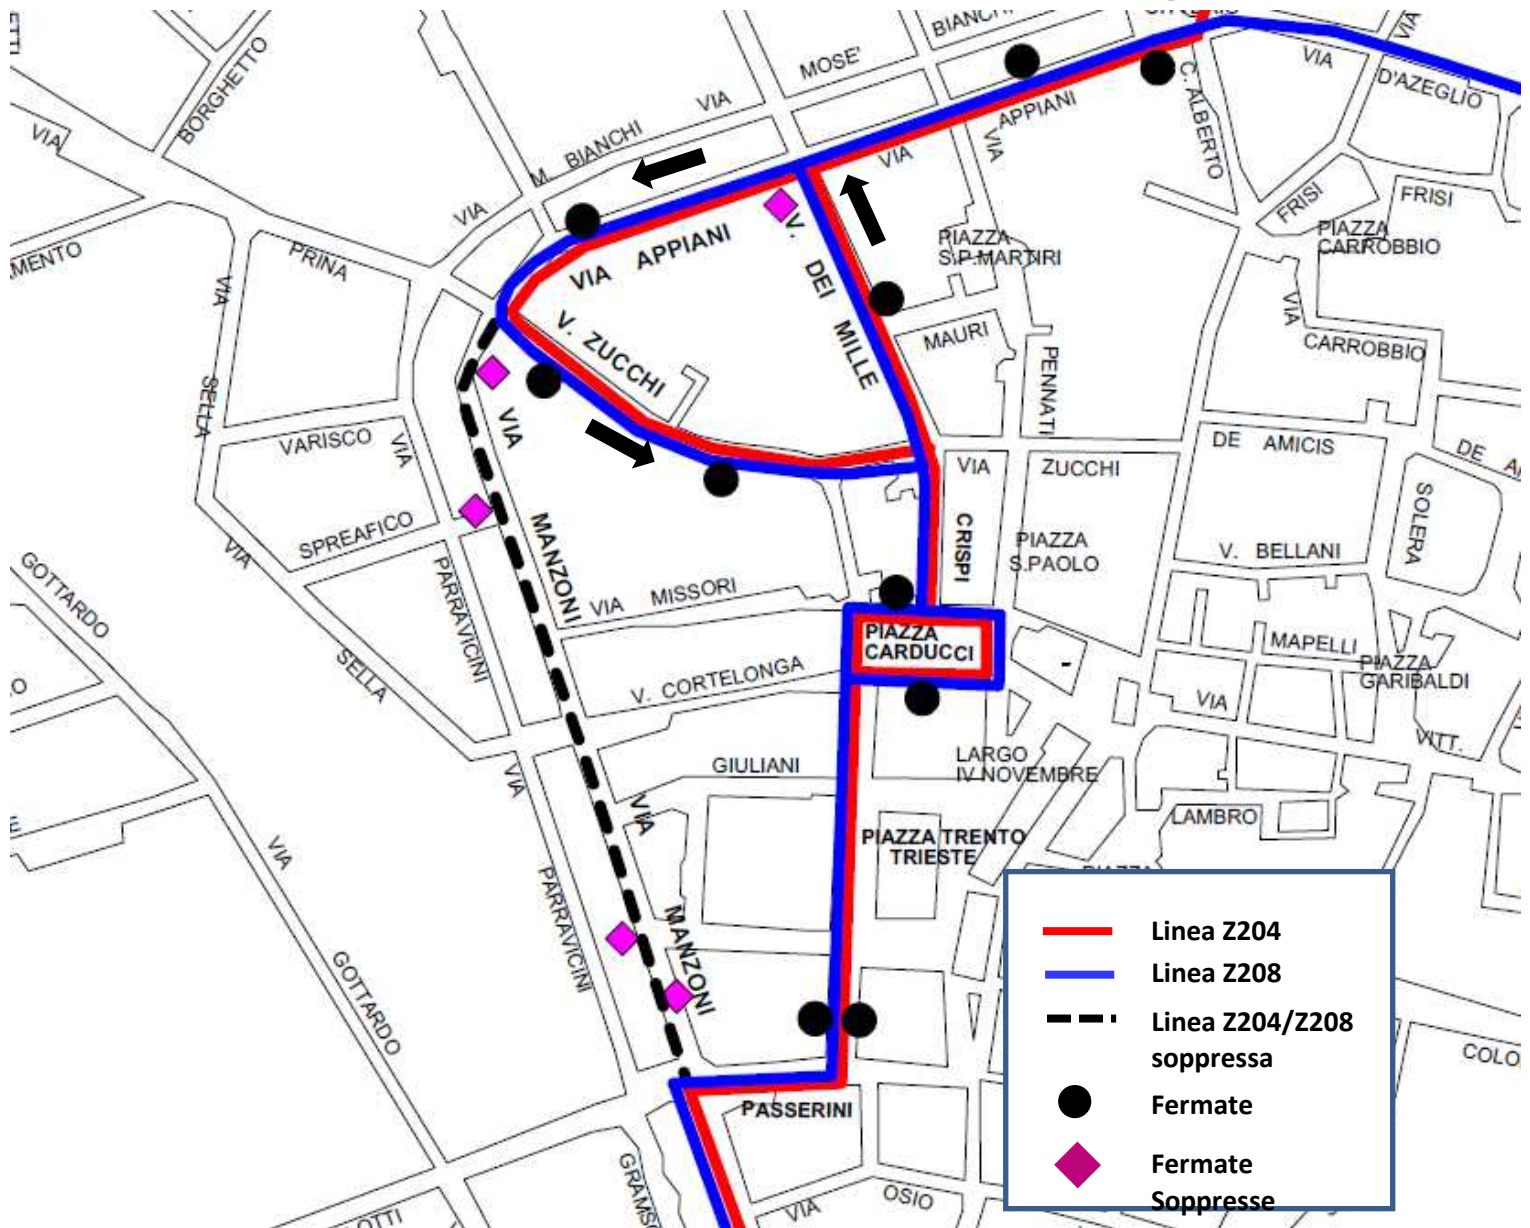 BORGHETTO
VIA
MOSE'
VIA
VIA
D'AZEGLIO
C. ALBERTO
APPIANI
VIA
VIA
VIA
M. BIANCHI
VIA
FRISI
FRISI
PIAZZA
CARROBBIO
PIAZZA
S.P.MARTIRI
V. DEI MILLE
VIA APPIANI
PRINA
VIA
VIA
CARROBBIO
MAURI
V. ZUCCHI
PENNATI
SELLA
VARISCO
VIA
VIA
VIA
ZUCCHI
DE AMICIS
SOLERA
SPREAFICO
VIA
MANZONI
CRISPI
PIAZZA
S.PAOLO
V. BELLANI
GOTTARDO
PARRAVICINI
VIA MISSORI
PIAZZA
CARDUCCI
MAPELLI
PIAZZA
GARIBALDI
SELLA
V. CORTELONGA
VIA
VITT.
VIA
GIULIANI
LARGO
IV NOVEMBRE
VIA
LAMBRO
PIAZZA TRENTO
TRIESTE
VIA
PARRAVICINI
MANZONI
GOTTARDO
Linea Z204
Linea Z208
Linea Z204/Z208
soppressa
Fermate
Fermate
Soppresse
PASSERINI
VIA
OSIO